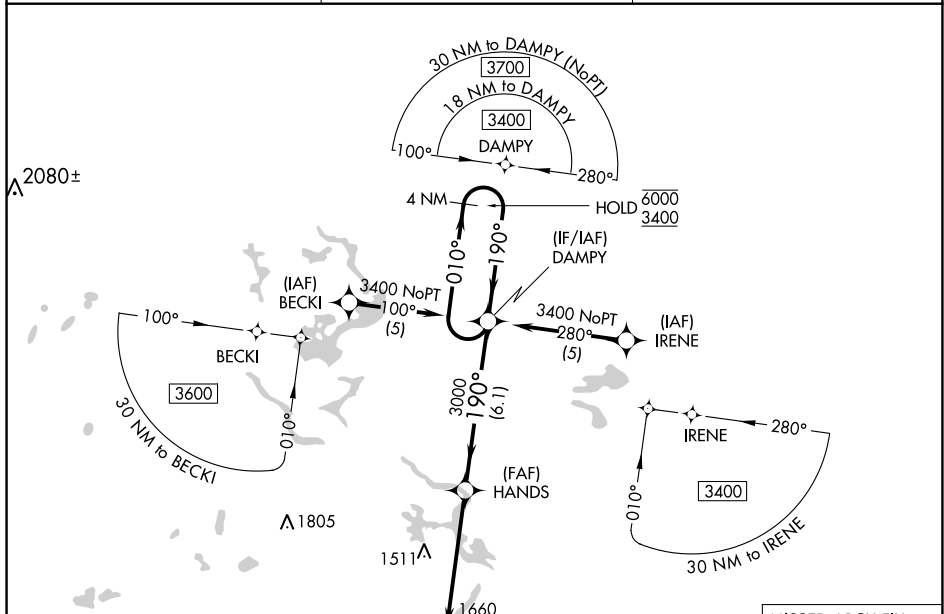 30 NM to DAMPY (NoPT)
3700
18 NM to DAMPY
3400
DAMPY
100°
280°
2080±
4 NM
HOLD 6000
3400
010°
190°
(IF/IAF)
DAMPY
(IAF)
BECKI
3400 NoPT
100°
(5)
3400 NoPT
280°
(5)
(IAF)
IRENE
100°
BECKI
3600
010°
30 NM to BECKI
3000
190°
(6.1)
IRENE
280°
3400
010°
30 NM to IRENE
(FAF)
HANDS
1805
1511
1660